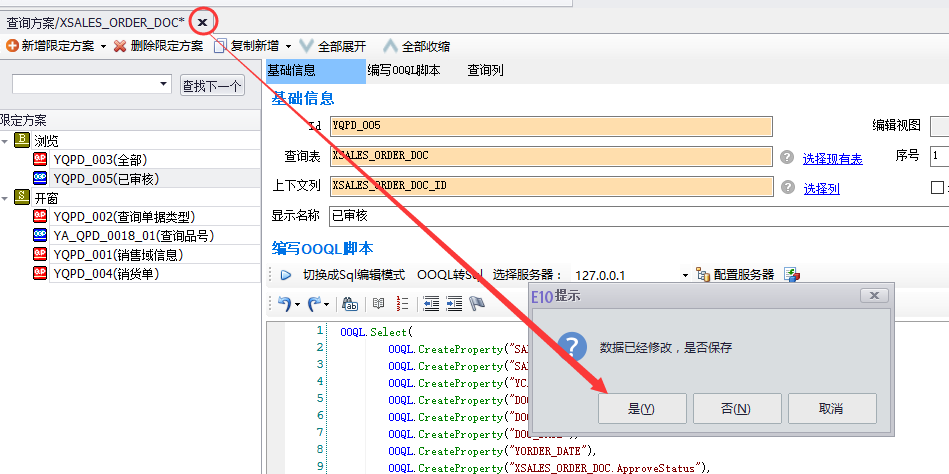 查询方案/XSALES_ORDER_DOC*
新增限定方案 删除限定方案 复制新增 全部展开 全部收缩
查找下一个
限定方案
浏览
YQPD_003(全部)
YQPD_005(已审核)
开窗
YQPD_002(查询单据类型)
YA_QPD_0018_01(查询品号)
YQPD_001(销售域信息)
YQPD_004(销货单)
基础信息 编写OOQL脚本 查询列
基础信息
Id YQPD_005 编辑视图
查询表 XSALES_ORDER_DOC 选择现有表 序号 1
上下文列 XSALES_ORDER_DOC_ID 选择列
显示名称 已审核
编写OOQL脚本
切换成Sql编辑模式 OOQL转Sql 选择服务器： 127.0.0.1 配置服务器
1 OOQL.Select(
2 OOQL.CreateProperty("SA
3 OOQL.CreateProperty("SA
4 OOQL.CreateProperty("YC
5 OOQL.CreateProperty("DO
6 OOQL.CreateProperty("DO
7 OOQL.CreateProperty("DOC_DATE"),
8 OOQL.CreateProperty("YORDER_DATE"),
9 OOQL.CreateProperty("XSALES_ORDER_DOC.ApproveStatus"),
E10提示
数据已经修改，是否保存
是(Y) 否(N) 取消